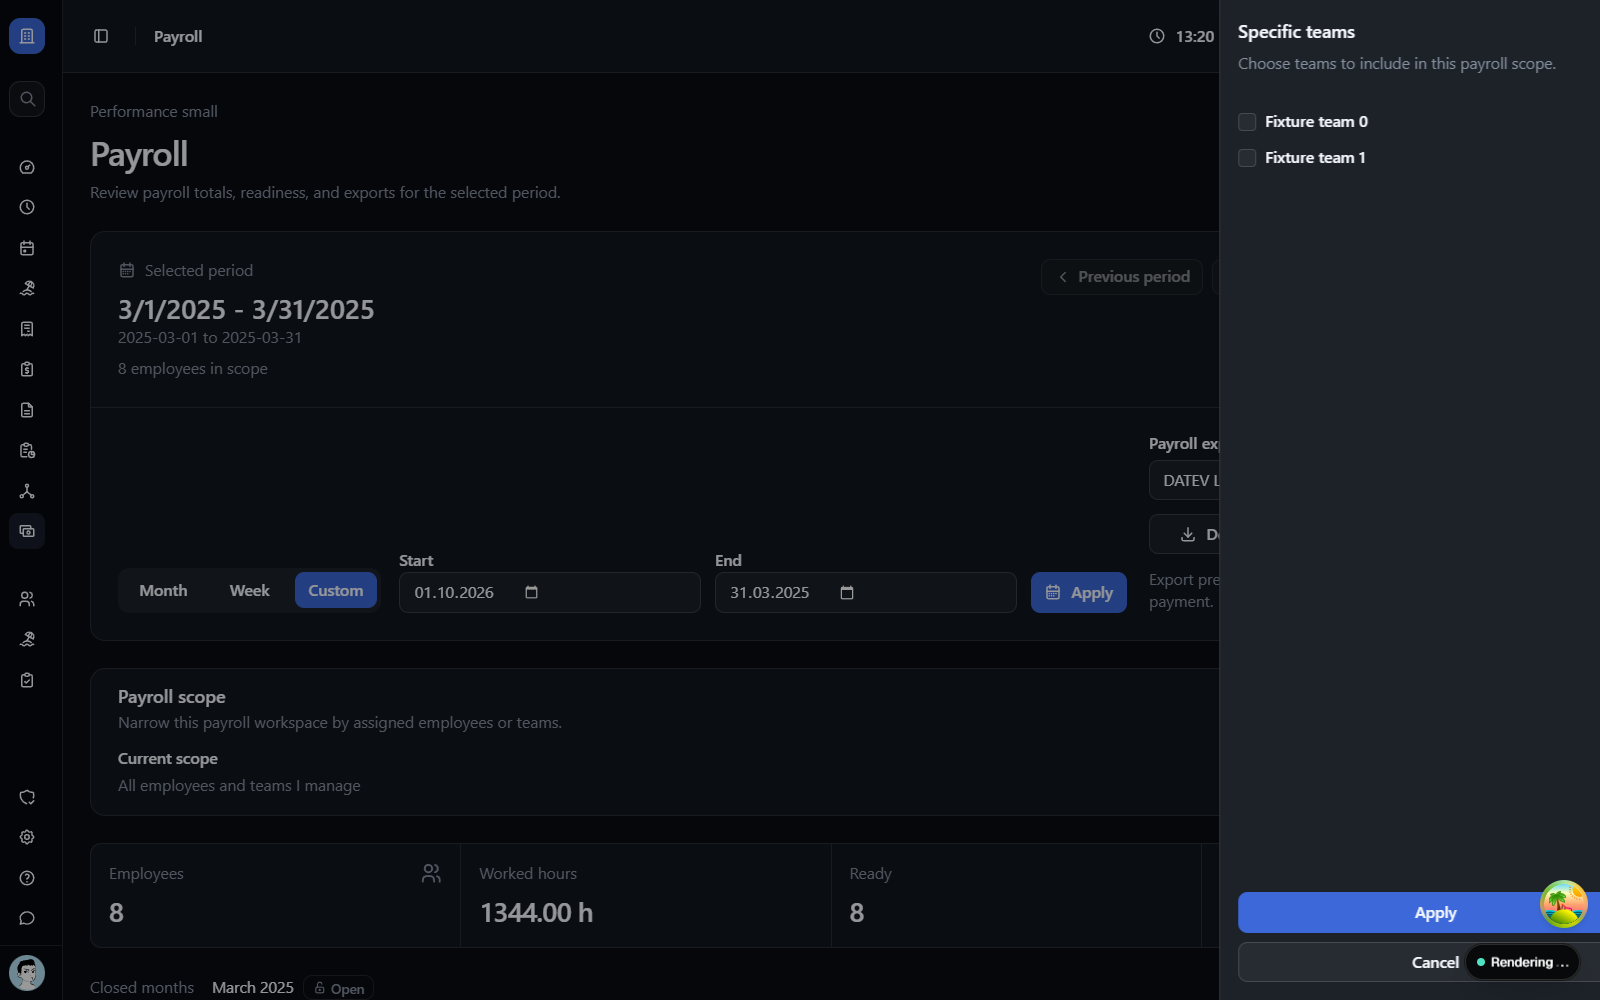 Payroll
13:20
Performance small
Payroll
Review payroll totals, readiness, and exports for the selected period.
Selected period
3/1/2025 - 3/31/2025
2025-03-01 to 2025-03-31
8 employees in scope
Previous period
Payroll
DATEV
Export
payment.
Month
Week
Custom
Start
01.10.2026
End
31.03.2025
Apply
Payroll scope
Narrow this payroll workspace by assigned employees or teams.
Current scope
All employees and teams I manage
Employees
8
Worked hours
1344.00 h
Ready
8
Closed months
March 2025
Open
Specific teams
Choose teams to include in this payroll scope.
Fixture team 0
Fixture team 1
Apply
Cancel
Rendering ...